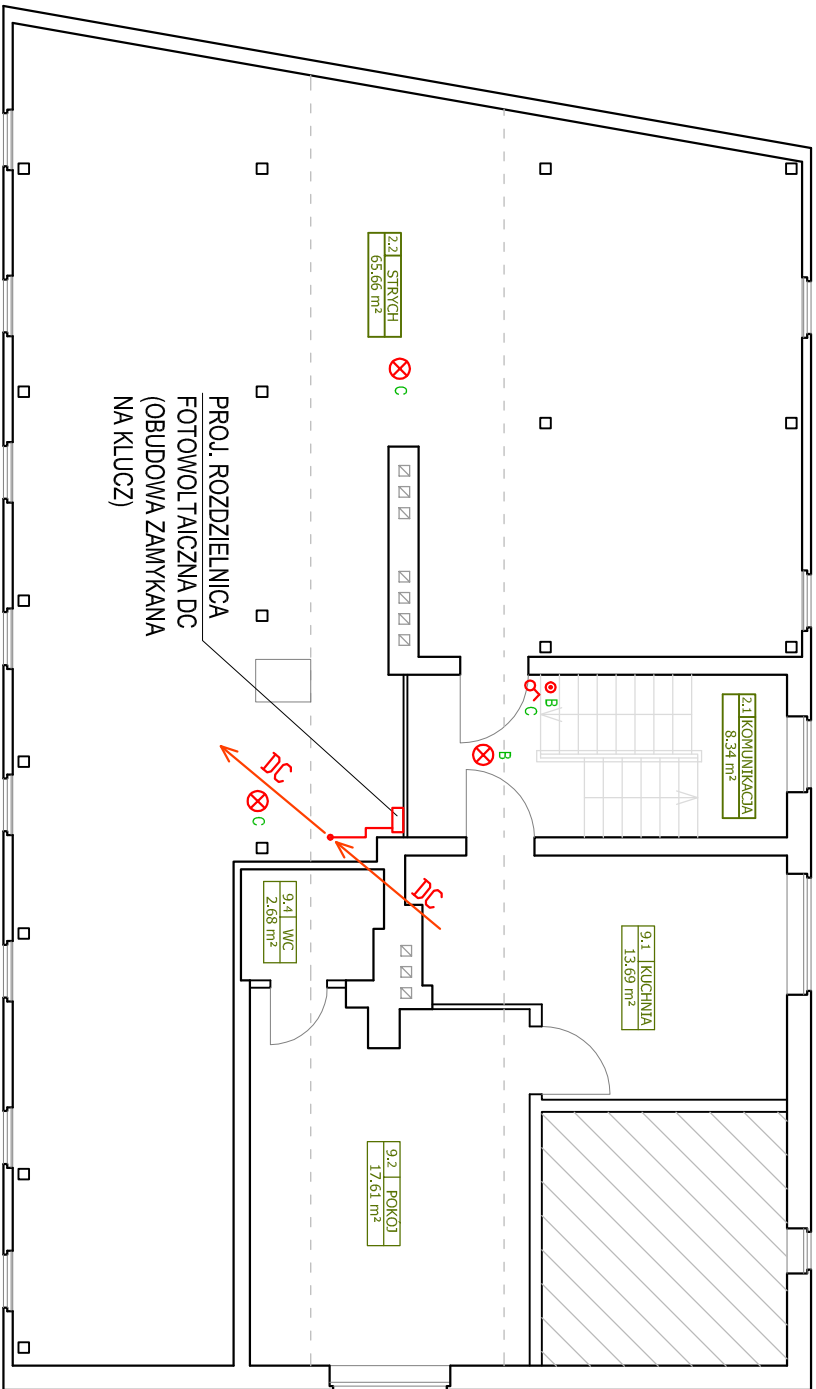 2.2 STRYCH
65.66 m²
C
PROJ. ROZDZIELNICA
FOTOWOLTAICZNA DC
(OBUDOWA ZAMYKANA
NA KLUCZ)
B
C
2.1 KOMUNIKACJA
8.34 m²
B
DC
C
DC
9.4 WC
2.68 m²
9.1 KUCHNIA
13.69 m²
9.2 POKÓJ
17.61 m²